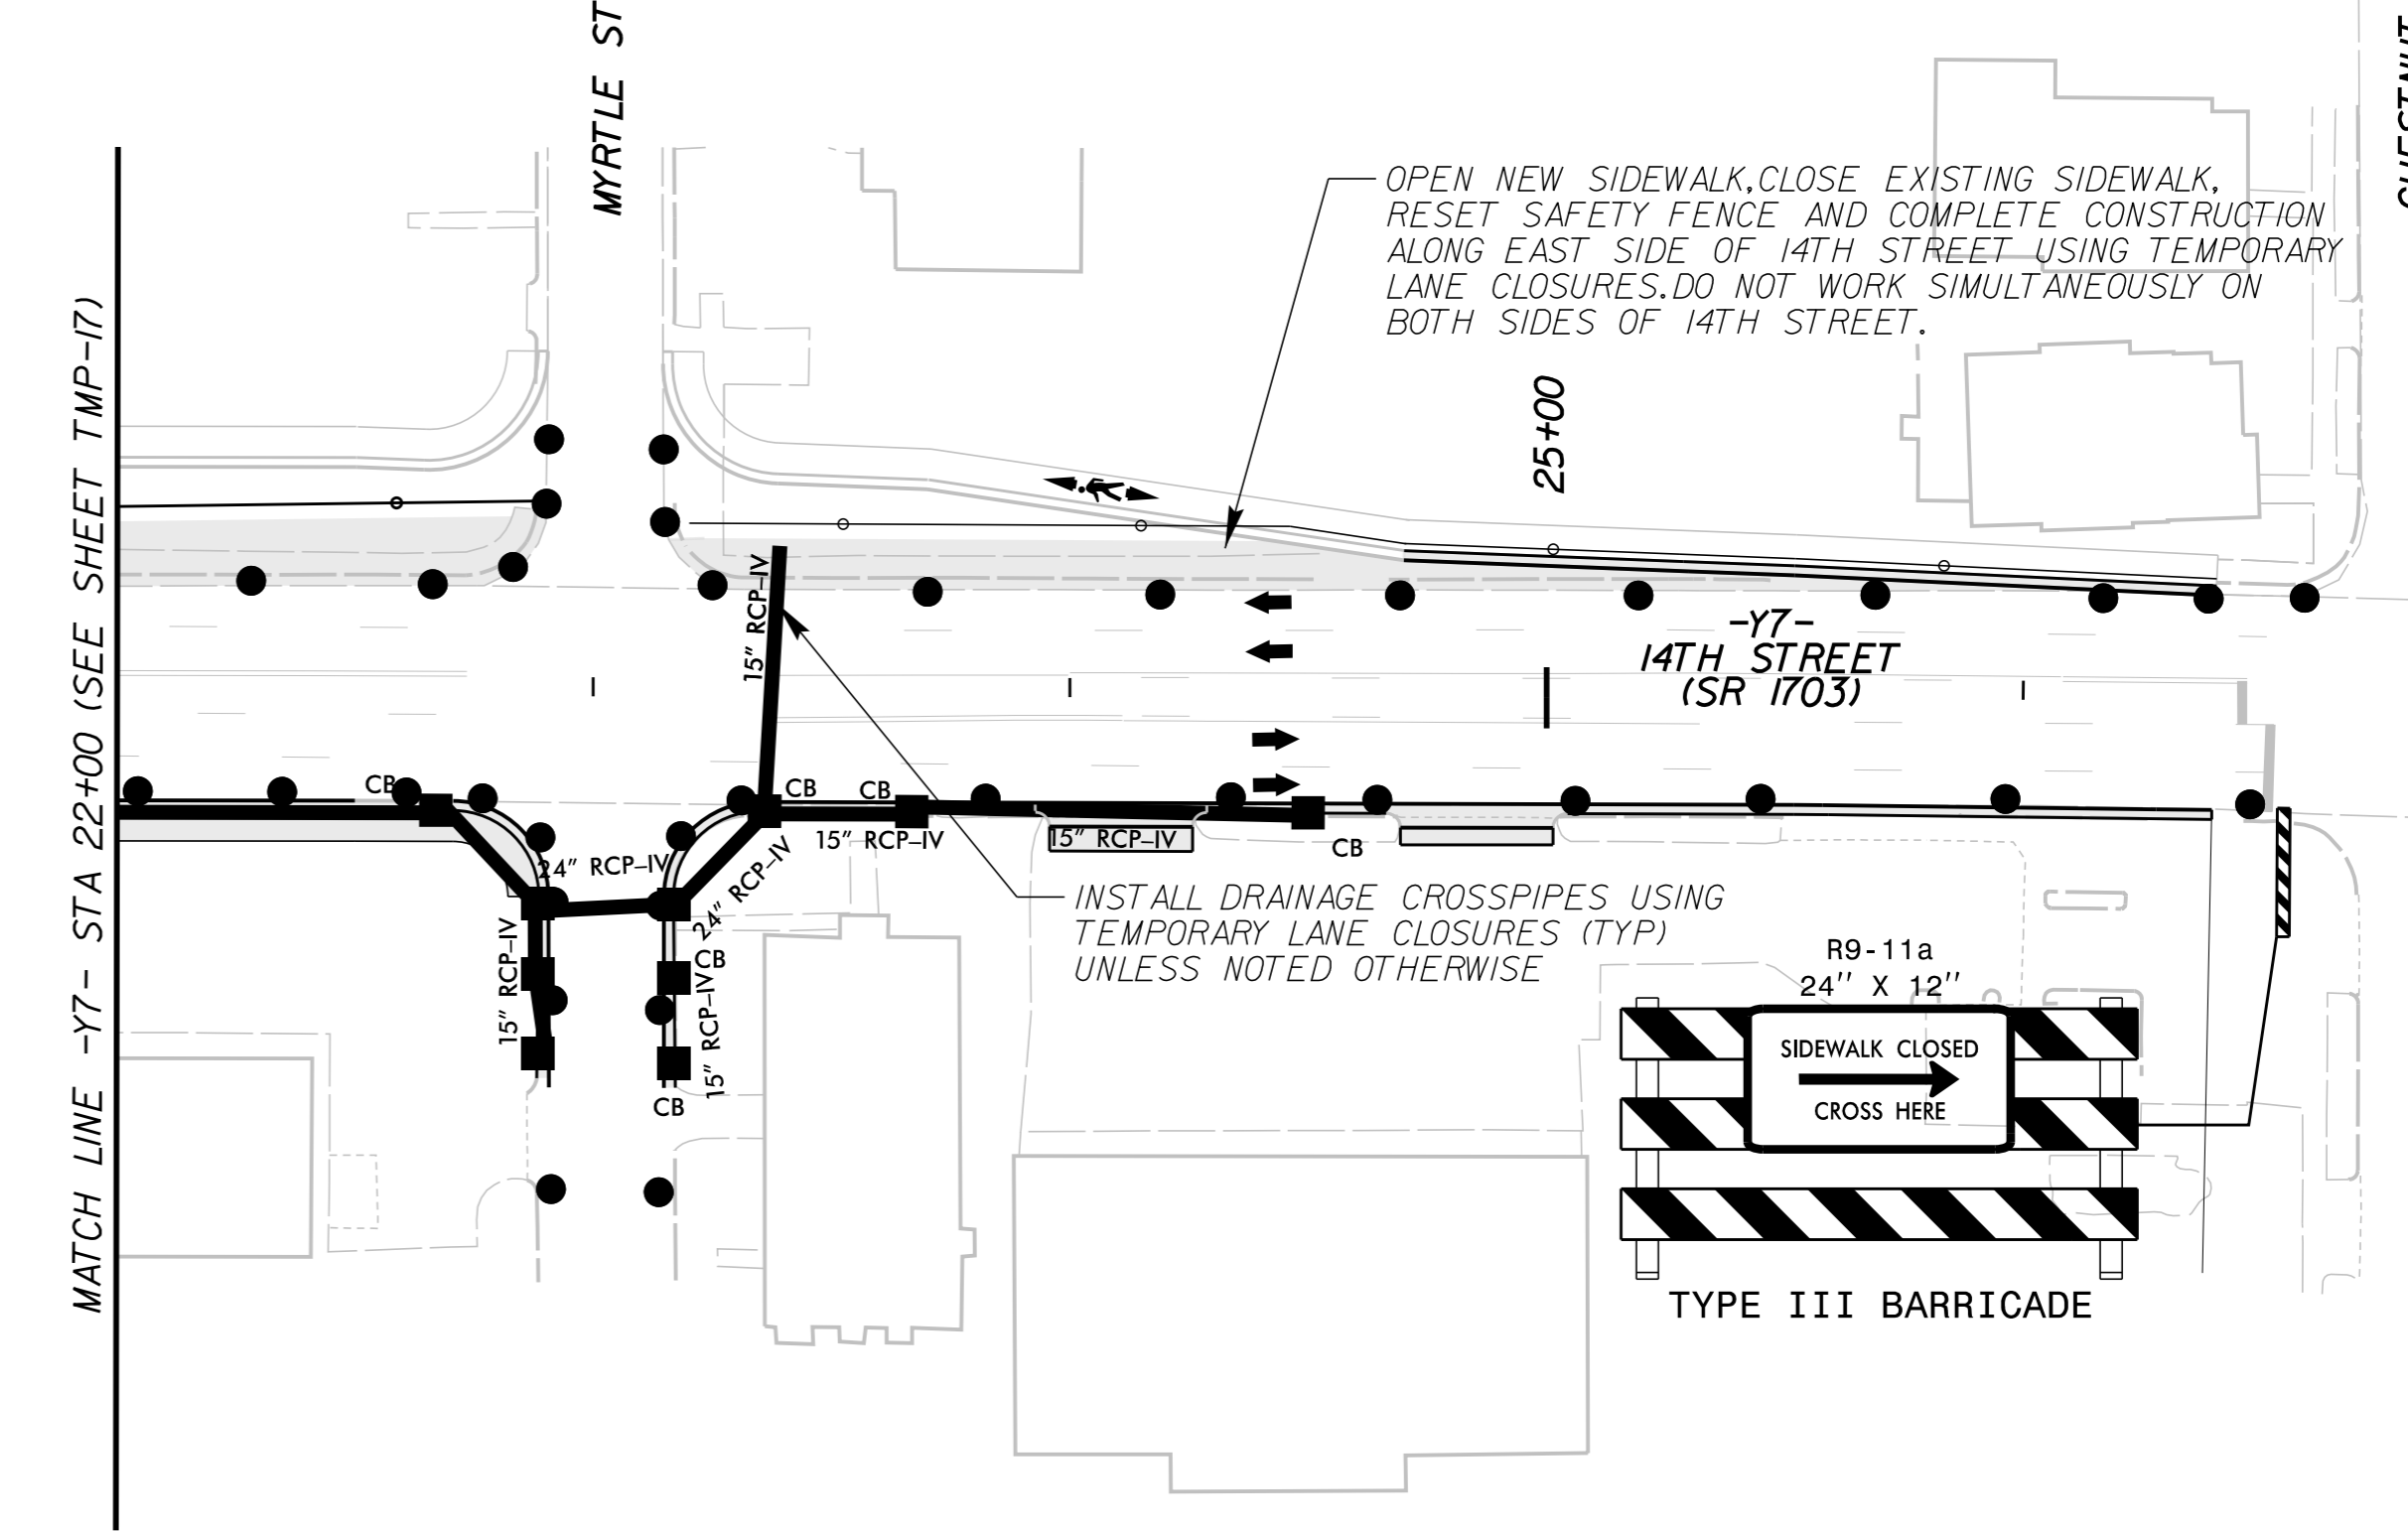 MYRTLE ST
OPEN NEW SIDEWALK, CLOSE EXISTING SIDEWALK,
RESET SAFETY FENCE AND COMPLETE CONSTRUCTION
ALONG EAST SIDE OF 14TH STREET USING TEMPORARY
LANE CLOSURES. DO NOT WORK SIMULTANEOUSLY ON
BOTH SIDES OF 14TH STREET.
MATCH LINE -Y7- STA 22+00 (SEE SHEET TMP-17)
25+00
15" RCP-IV
-Y7-
14TH STREET
(SR 1703)
CB
CB
CB
15" RCP-IV
15" RCP-IV
CB
24" RCP-IV
24" RCP-IV
15" RCP-IV
CB
15" RCP-IV
CB
INSTALL DRAINAGE CROSSPIPES USING
TEMPORARY LANE CLOSURES (TYP)
UNLESS NOTED OTHERWISE
R9-11a
24" X 12"
SIDEWALK CLOSED
CROSS HERE
TYPE III BARRICADE